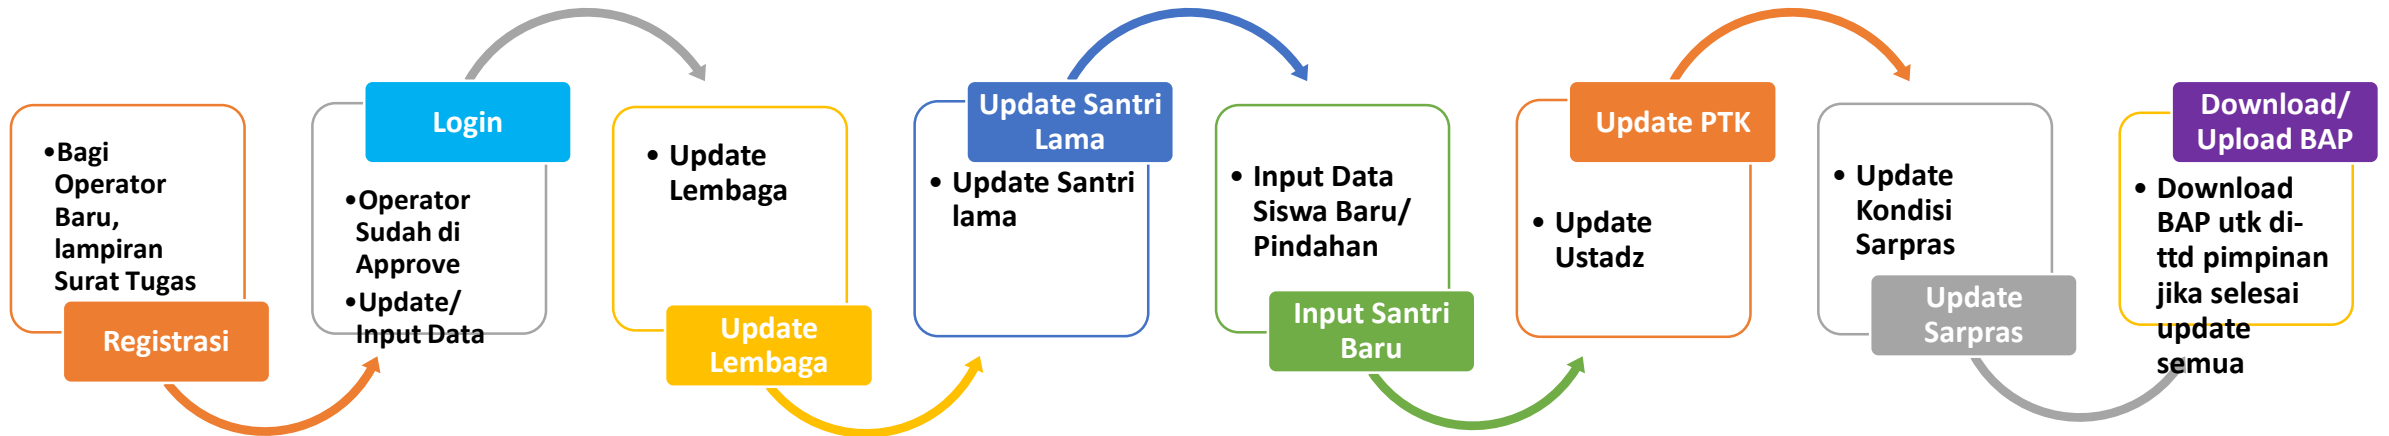 •Bagi
Operator
Baru,
lampiran
Surat Tugas
Registrasi
Login
•Operator
Sudah di
Approve
•Update/
Input Data
• Update
Lembaga
Update
Lembaga
Update Santri
Lama
• Update Santri
lama
• Input Data
Siswa Baru/
Pindahan
Input Santri
Baru
Update PTK
• Update
Ustadz
• Update
Kondisi
Sarpras
Update
Sarpras
Download/
Upload BAP
• Download
BAP utk di-
ttd pimpinan
jika selesai
update
semua